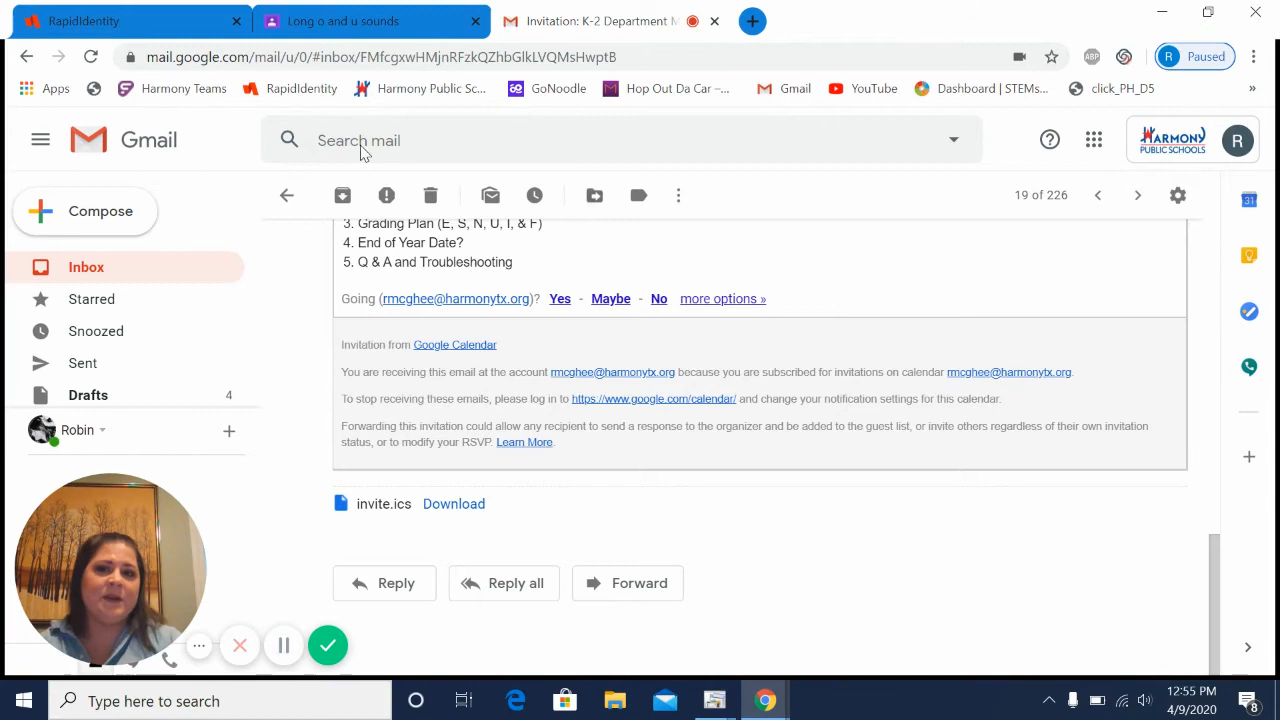 RapidIdentity
Long o and u sounds
Invitation: K-2 Department M
mail.google.com/mail/u/0/#inbox/FMfcgxwHMjnRFzkQZhbGlkLVQMsHwptB
ABP
R Paused
Apps
Harmony Teams
RapidIdentity
Harmony Public Sc...
GoNoodle
Hop Out Da Car –...
Gmail
YouTube
Dashboard | STEMs...
click_PH_D5
»
Gmail
Search mail
HARMONY
PUBLIC SCHOOLS
R
Compose
19 of 226
31
Inbox
Starred
Snoozed
Sent
Drafts 4
Robin
3. Grading Plan (E, S, N, U, I, & F)
4. End of Year Date?
5. Q & A and Troubleshooting
Going (rmcghee@harmonytx.org)? Yes - Maybe - No more options »
Invitation from Google Calendar
You are receiving this email at the account rmcghee@harmonytx.org because you are subscribed for invitations on calendar rmcghee@harmonytx.org.
To stop receiving these emails, please log in to https://www.google.com/calendar/ and change your notification settings for this calendar.
Forwarding this invitation could allow any recipient to send a response to the organizer and be added to the guest list, or invite others regardless of their own invitation
status, or to modify your RSVP. Learn More.
invite.ics Download
Reply
Reply all
Forward
Type here to search
12:55 PM
4/9/2020
8